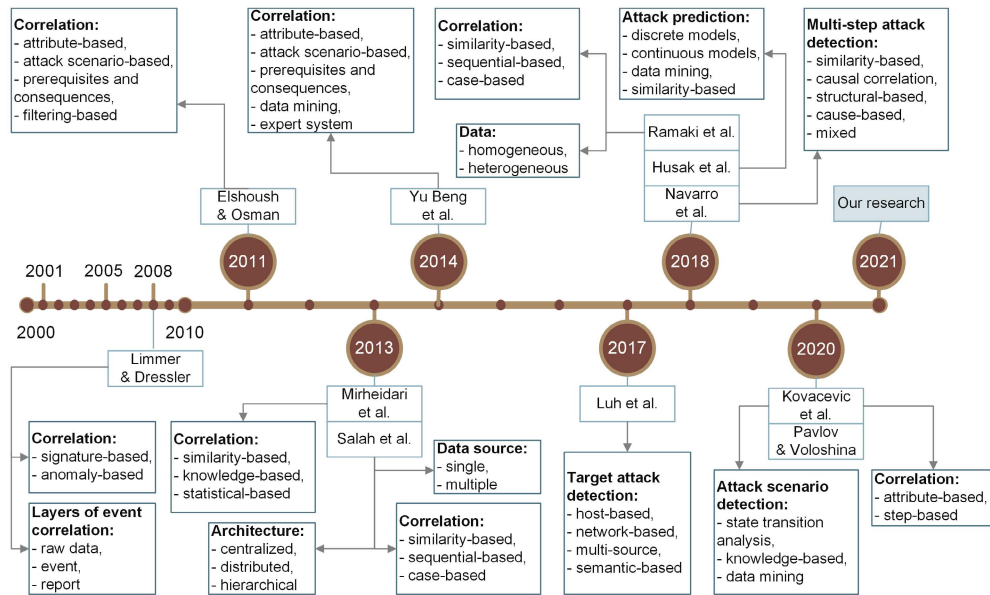 Correlation:
- attribute-based,
- attack scenario-based,
- prerequisites and
consequences,
- filtering-based
Correlation:
- attribute-based,
- attack scenario-based,
- prerequisites and
consequences,
- data mining,
- expert system
Correlation:
- similarity-based,
- sequential-based,
- case-based
Attack prediction:
- discrete models,
- continuous models,
- data mining,
- similarity-based
Multi-step attack
detection:
- similarity-based,
- causal correlation,
- structural-based,
- cause-based,
- mixed
Data:
- homogeneous,
- heterogeneous
Ramaki et al.
Husak et al.
Navarro
et al.
Elshoush
& Osman
Yu Beng
et al.
Our research
2011
2014
2018
2021
2001
2005
2008
2000
2010
2013
2017
2020
Limmer
& Dressler
Mirheidari
et al.
Salah et al.
Luh et al.
Kovacevic
et al.
Pavlov
& Voloshina
Correlation:
- signature-based,
- anomaly-based
Layers of event
correlation:
- raw data,
- event,
- report
Correlation:
- similarity-based,
- knowledge-based,
- statistical-based
Architecture:
- centralized,
- distributed,
- hierarchical
Data source:
- single,
- multiple
Correlation:
- similarity-based,
- sequential-based,
- case-based
Target attack
detection:
- host-based,
- network-based,
- multi-source,
- semantic-based
Attack scenario
detection:
- state transition
analysis,
- knowledge-based,
- data mining
Correlation:
- attribute-based,
- step-based